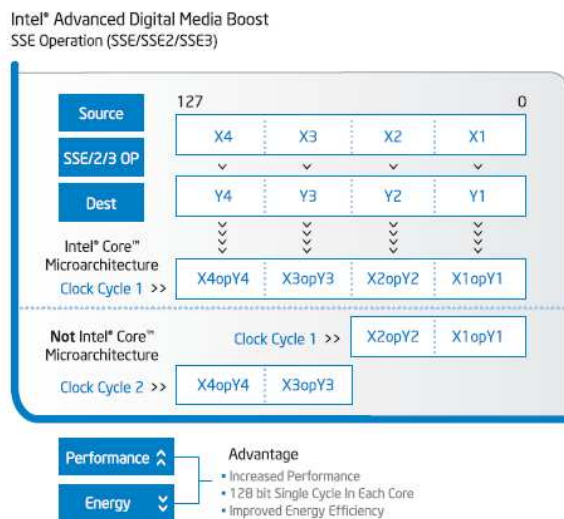 Intel® Advanced Digital Media Boost
SSE Operation (SSE/SSE2/SSE3)
127 0
Source
X4 X3 X2 X1
SSE/2/3 OP
Dest
Y4 Y3 Y2 Y1
Intel® Core™
Microarchitecture
Clock Cycle 1 >>
X4opY4 X3opY3 X2opY2 X1opY1
Not Intel® Core™
Microarchitecture
Clock Cycle 1 >> X2opY2 X1opY1
Clock Cycle 2 >> X4opY4 X3opY3
Performance
Energy
Advantage
▪ Increased Performance
▪ 128 bit Single Cycle In Each Core
▪ Improved Energy Efficiency